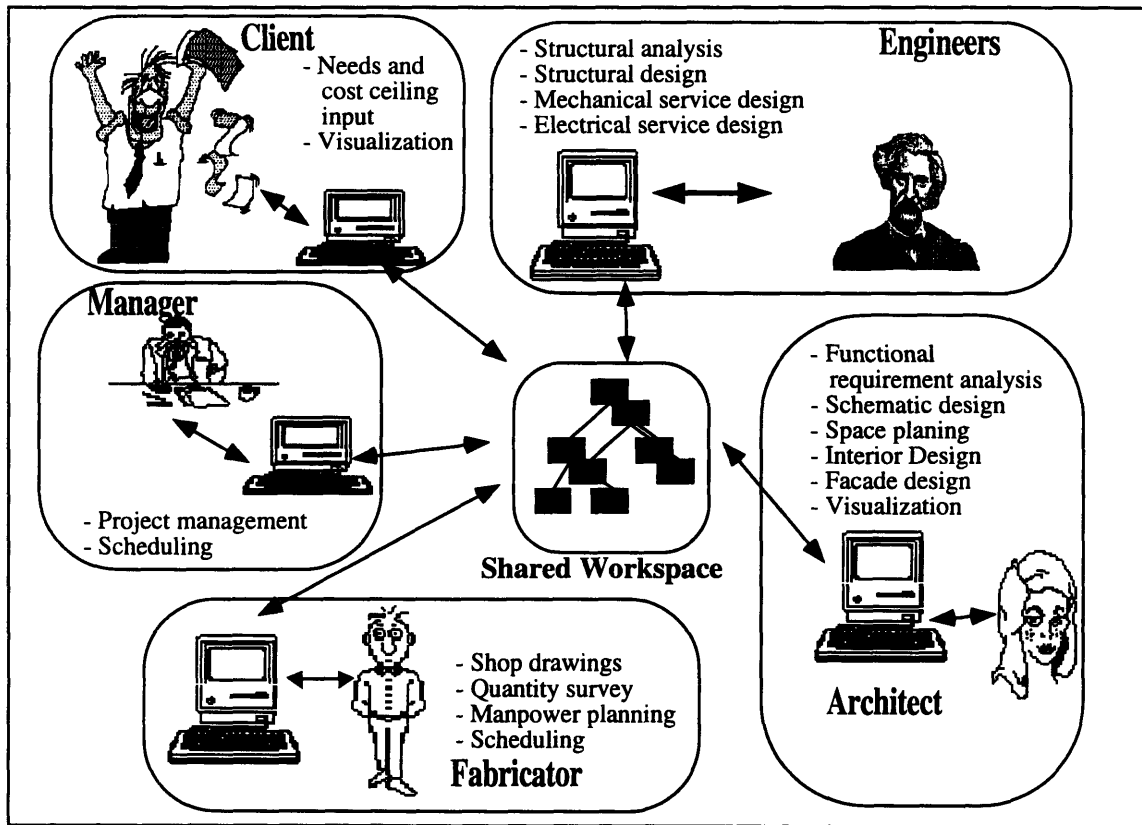 Client
- Needs and
cost ceiling
input
- Visualization
Engineers
- Structural analysis
- Structural design
- Mechanical service design
- Electrical service design
Manager
- Project management
- Scheduling
Shared Workspace
- Functional
requirement analysis
- Schematic design
- Space planing
- Interior Design
- Facade design
- Visualization
Architect
- Shop drawings
- Quantity survey
- Manpower planning
- Scheduling
Fabricator